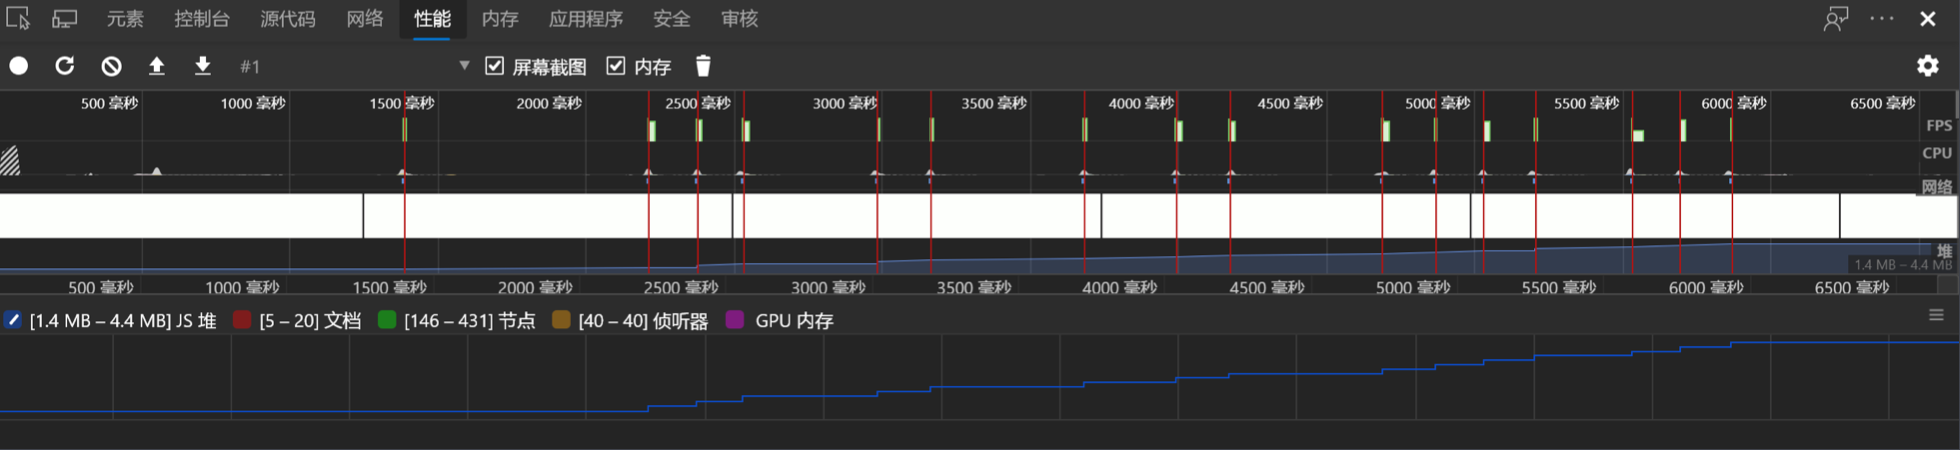 元素 控制台 源代码 网络 性能 内存 应用程序 安全 审核
#1 屏幕截图 内存
500 毫秒 1000 毫秒 1500 毫秒 2000 毫秒 2500 毫秒 3000 毫秒 3500 毫秒 4000 毫秒 4500 毫秒 5000 毫秒 5500 毫秒 6000 毫秒 6500 毫秒
FPS
CPU
网络
堆
1.4 MB – 4.4 MB
500 毫秒 1000 毫秒 1500 毫秒 2000 毫秒 2500 毫秒 3000 毫秒 3500 毫秒 4000 毫秒 4500 毫秒 5000 毫秒 5500 毫秒 6000 毫秒 6500 毫秒
[1.4 MB – 4.4 MB] JS 堆 [5 – 20] 文档 [146 – 431] 节点 [40 – 40] 侦听器 GPU 内存